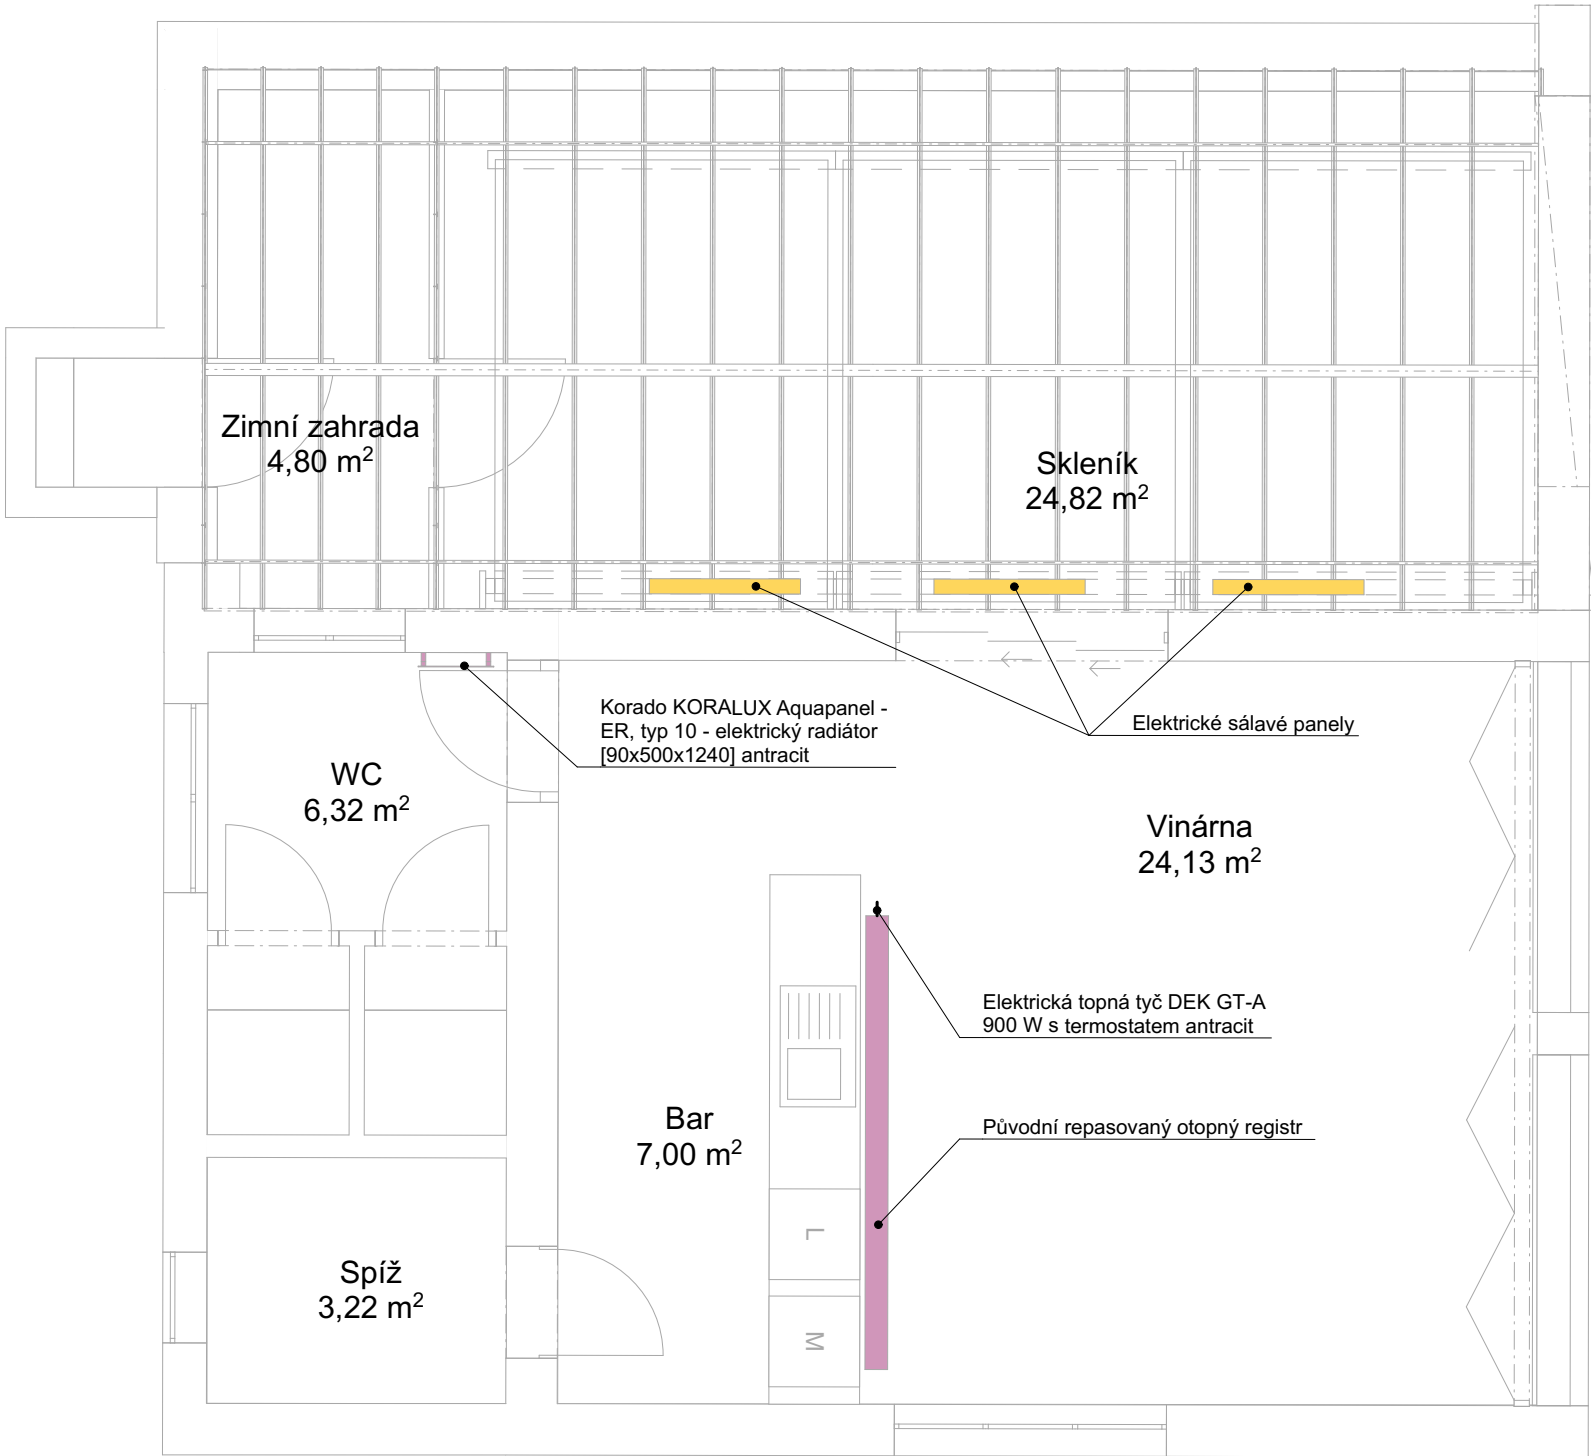 Zimní zahrada
4,80 m²
Skleník
24,82 m²
Korado KORALUX Aquapanel -
ER, typ 10 - elektrický radiátor
[90x500x1240] antracit
Elektrické sálavé panely
WC
6,32 m²
Vinárna
24,13 m²
Elektrická topná tyč DEK GT-A
900 W s termostatem antracit
Bar
7,00 m²
Původní repasovaný otopný registr
L
Spíž
3,22 m²
M